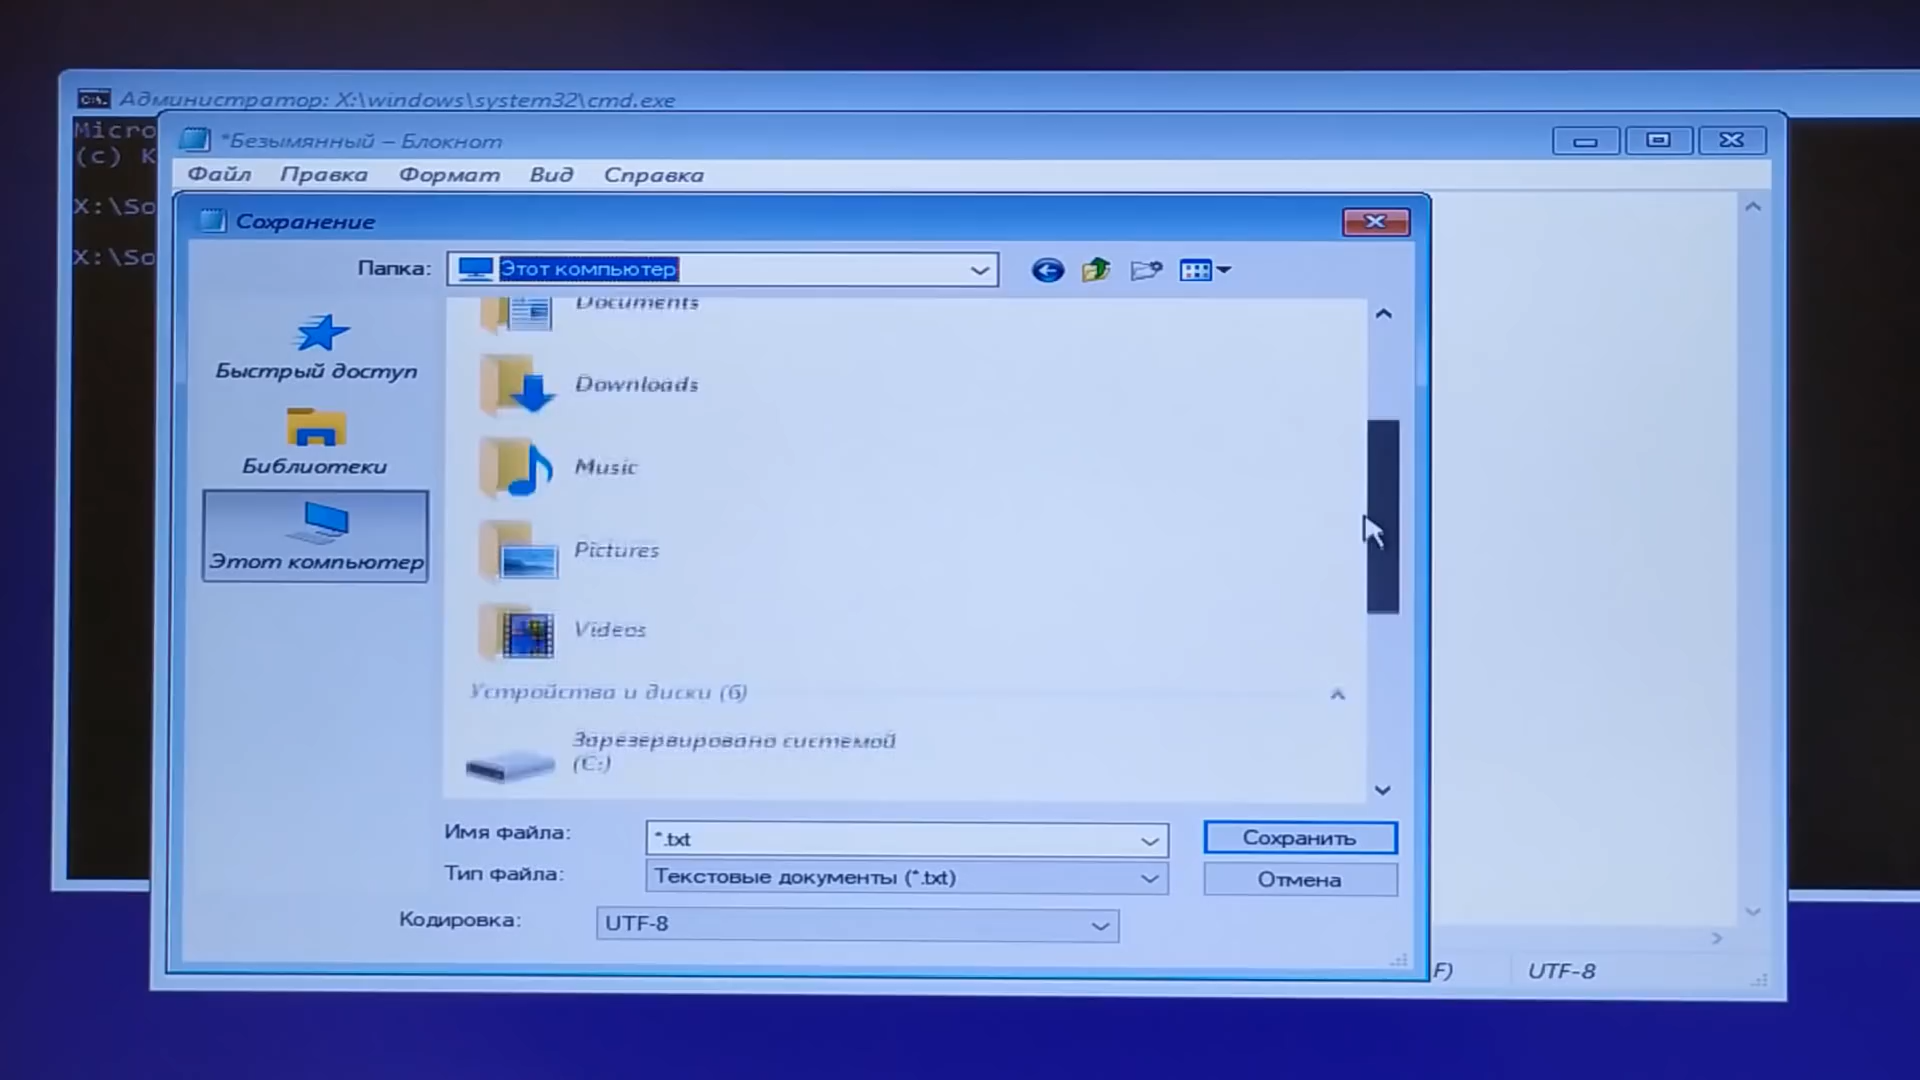 Администратор: X:\windows\system32\cmd.exe
Micro
(c) К
X:\So
X:\So
*Безымянный – Блокнот
Файл Правка Формат Вид Справка
Сохранение
Папка: Этот компьютер
Быстрый доступ
Библиотеки
Этот компьютер
Documents
Downloads
Music
Pictures
Videos
Устройства и диски (6)
Зарезервировано системой
(C:)
Имя файла: *.txt
Сохранить
Тип файла: Текстовые документы (*.txt)
Отмена
Кодировка: UTF-8
F) UTF-8